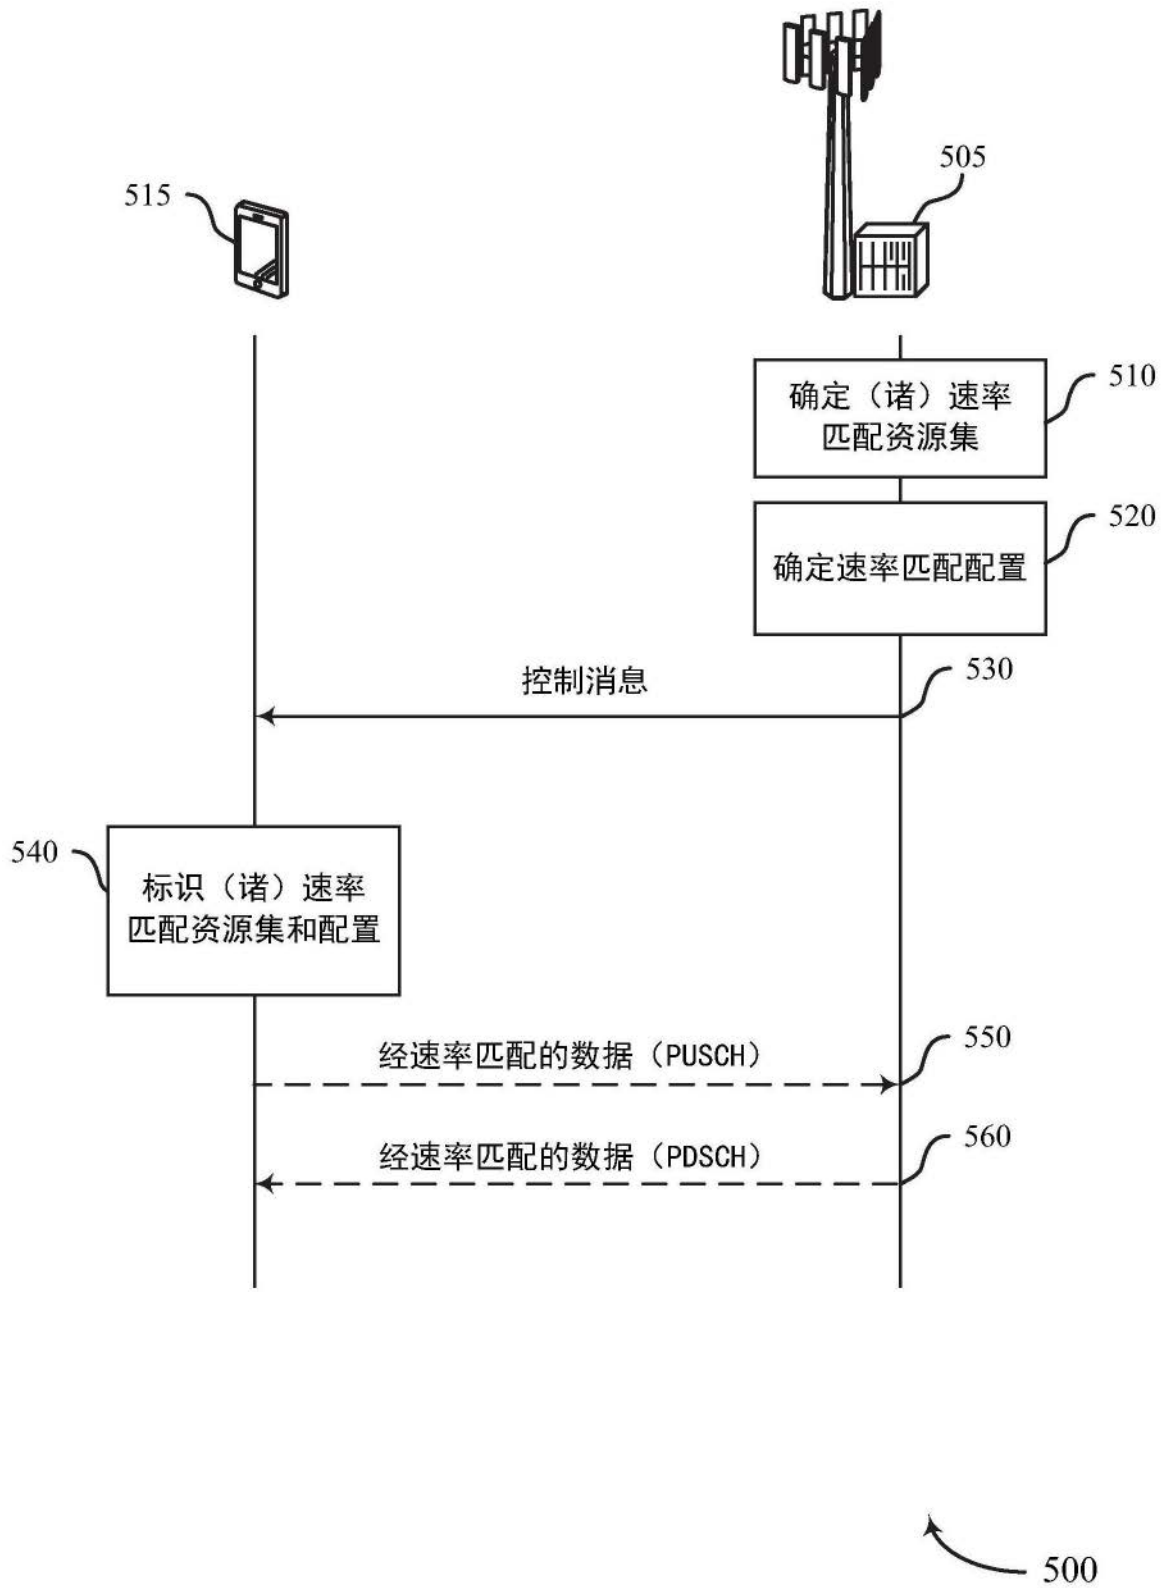 505
515
510
确定（诸）速率
匹配资源集
520
确定速率匹配配置
530
控制消息
540
标识（诸）速率
匹配资源集和配置
550
经速率匹配的数据（PUSCH）
560
经速率匹配的数据（PDSCH）
500